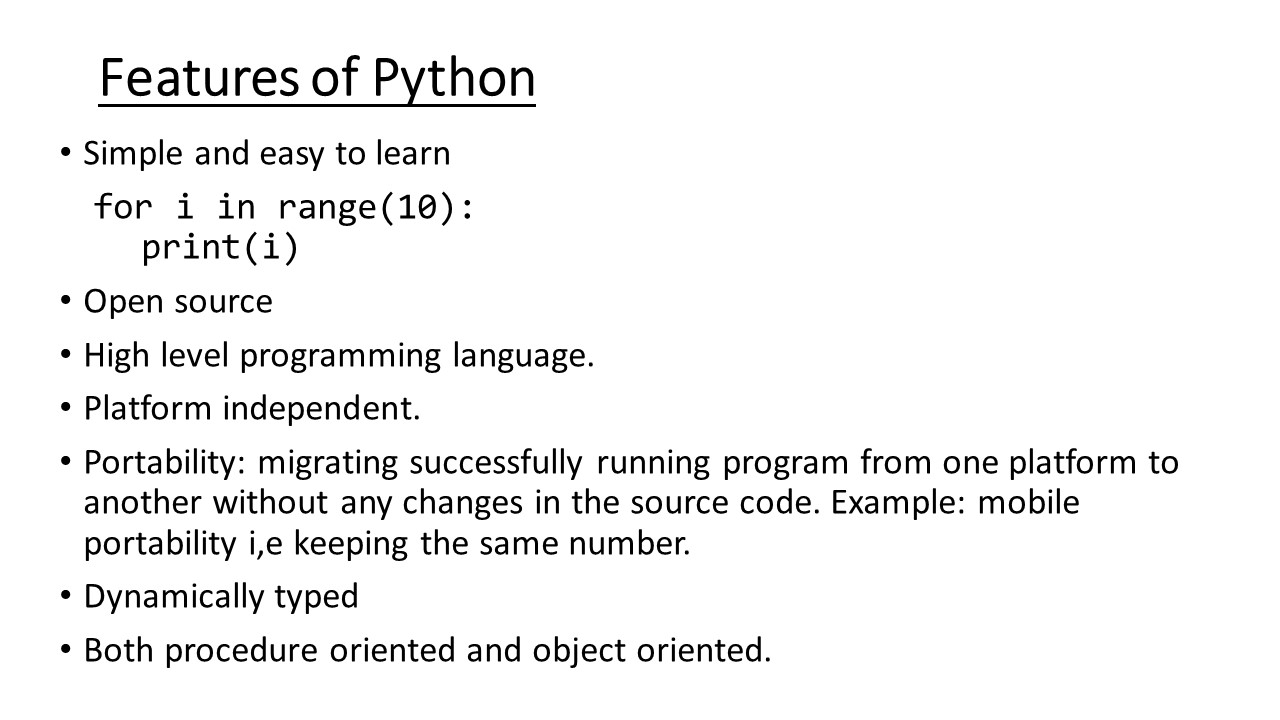 Features of Python
• Simple and easy to learn
for i in range(10):
print(i)
• Open source
• High level programming language.
• Platform independent.
• Portability: migrating successfully running program from one platform to
another without any changes in the source code. Example: mobile
portability i,e keeping the same number.
• Dynamically typed
• Both procedure oriented and object oriented.